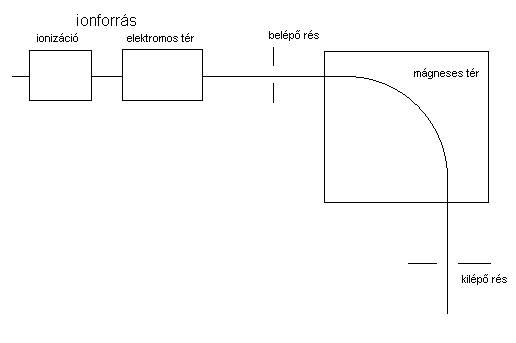 ionforrás
ionizáció
elektromos tér
belépő rés
mágneses tér
kilépő rés